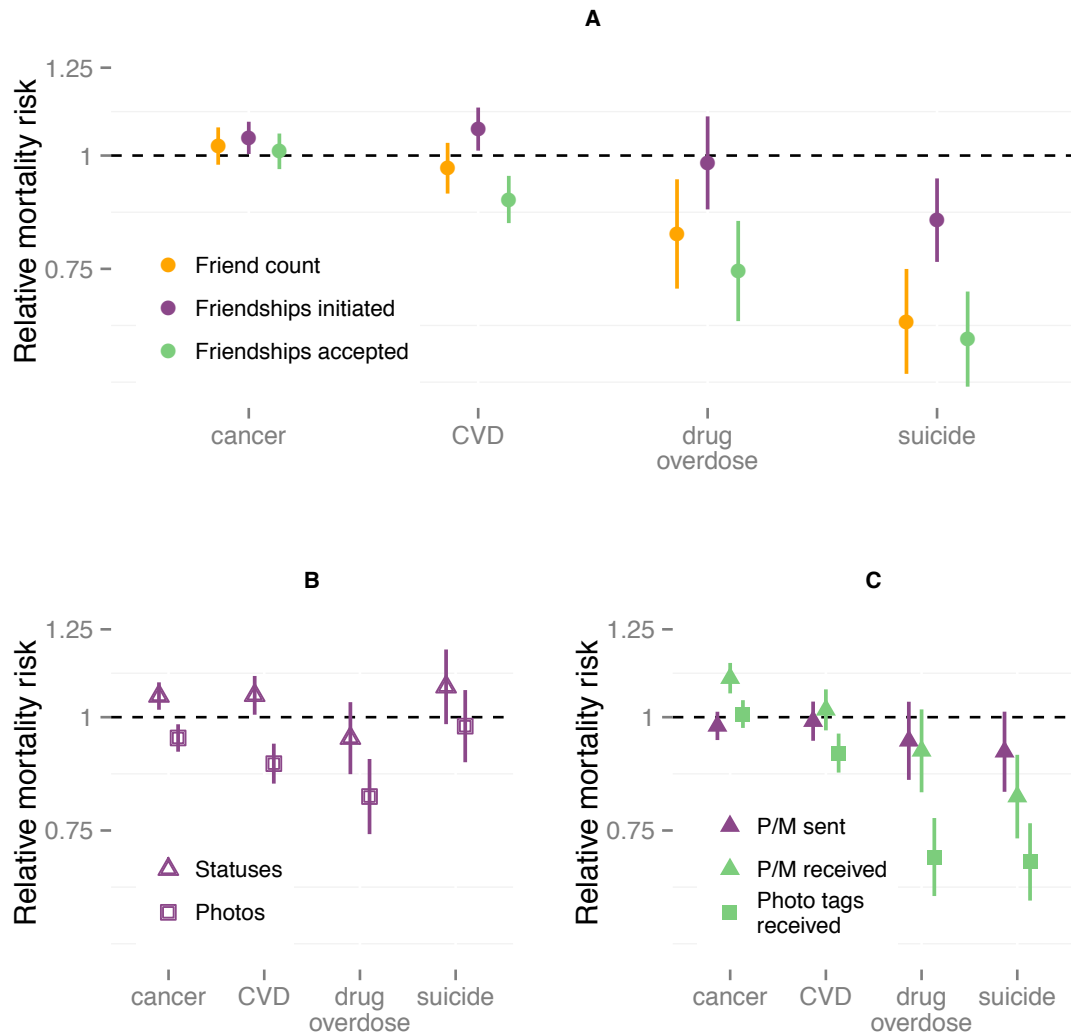 A
Relative mortality risk
1.25
1
0.75
Friend count
Friendships initiated
Friendships accepted
cancer
CVD
drug
overdose
suicide
B
Relative mortality risk
1.25
1
0.75
Statuses
Photos
cancer
CVD
drug
overdose
suicide
C
Relative mortality risk
1.25
1
0.75
P/M sent
P/M received
Photo tags
received
cancer
CVD
drug
overdose
suicide